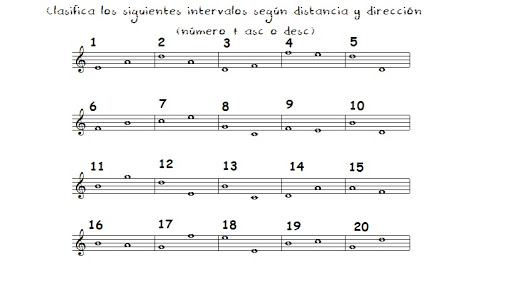 Clasifica los siguientes intervalos según distancia y dirección
(número + asc o desc)
1 2 3 4 5
6 7 8 9 10
11 12 13 14 15
16 17 18 19 20